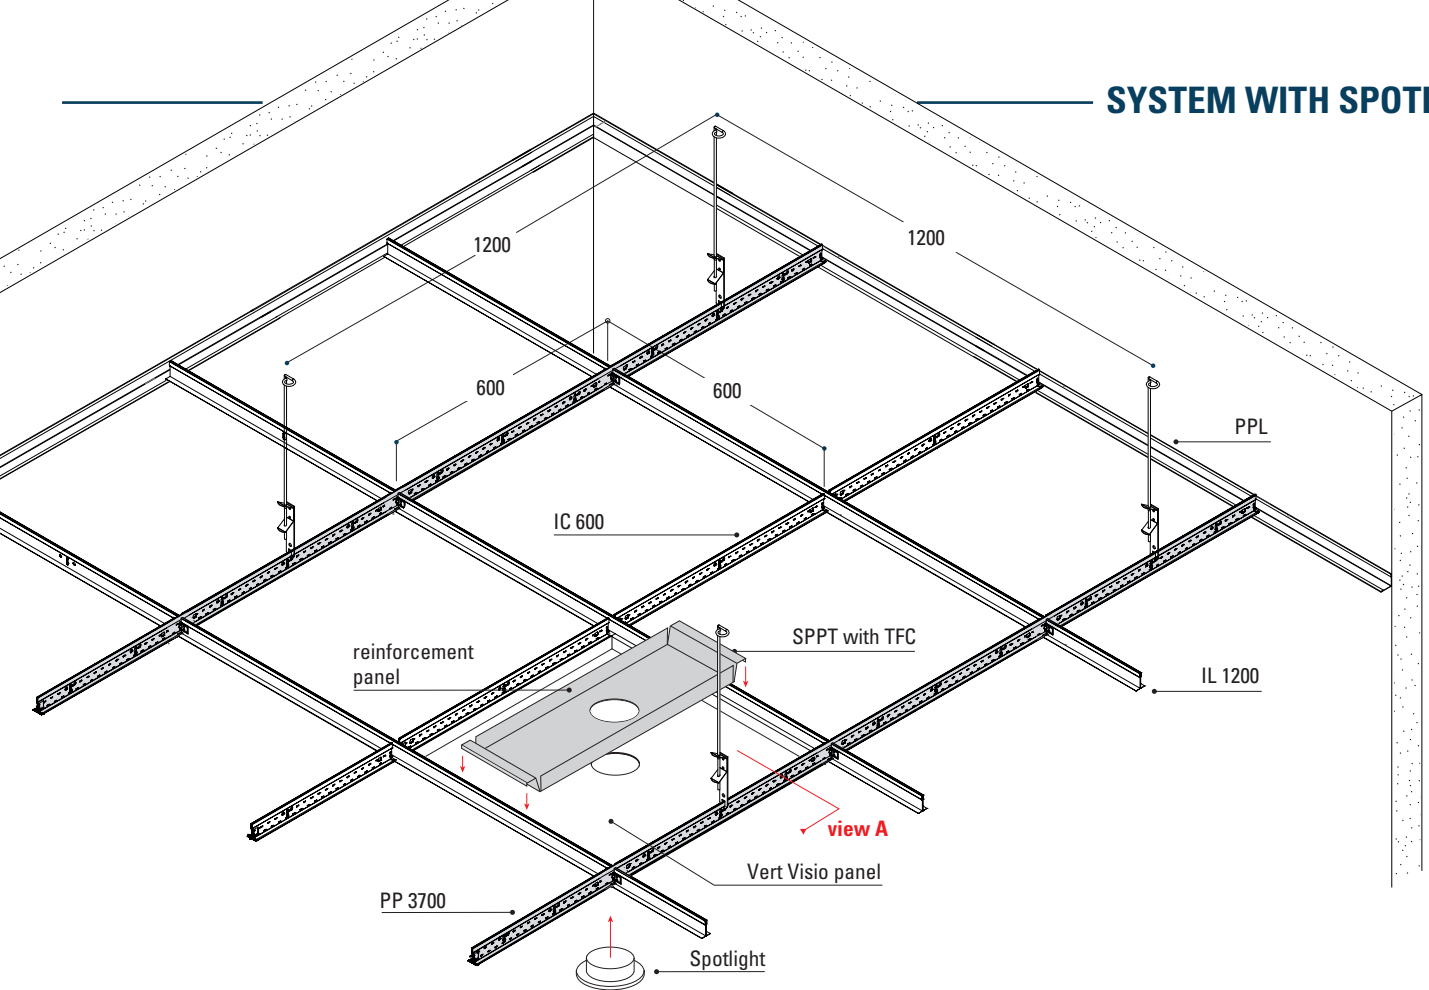 SYSTEM WITH SPOTI
1200
1200
600
600
PPL
IC 600
reinforcement
panel
SPPT with TFC
IL 1200
view A
Vert Visio panel
PP 3700
Spotlight